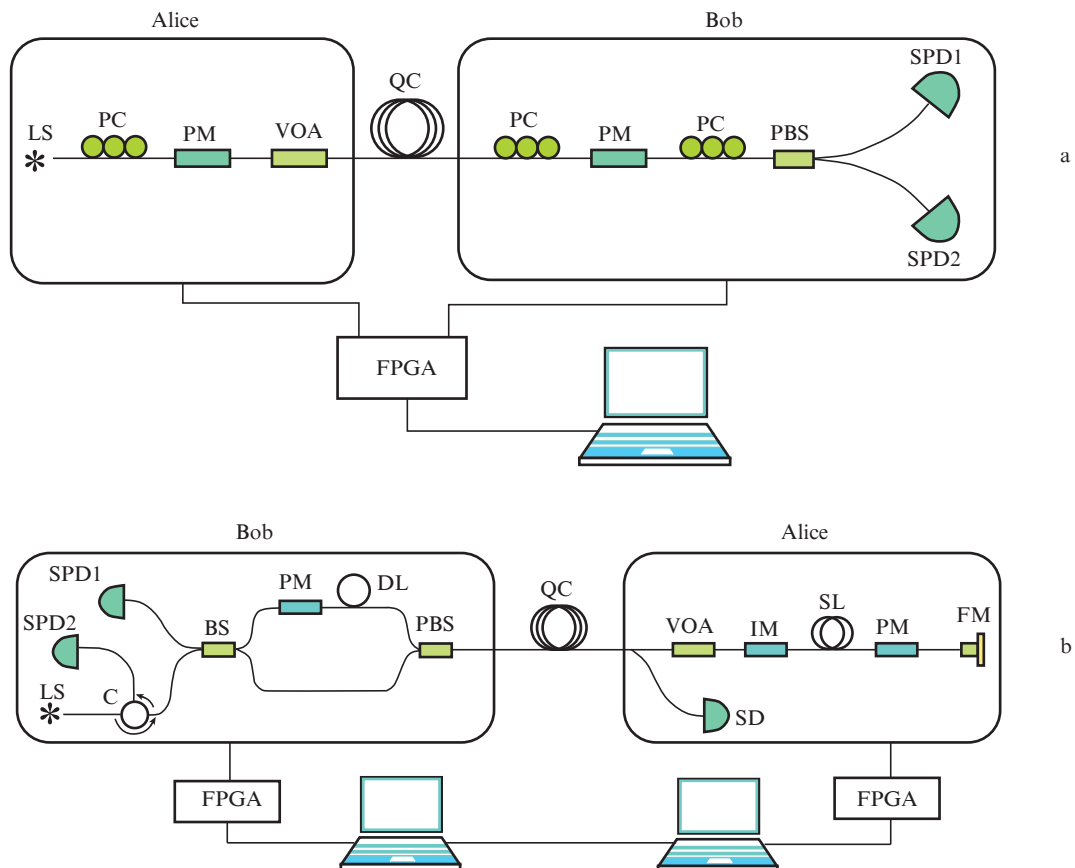 Alice
Bob
SPD1
QC
LS
PC
PM
VOA
PC
PM
PC
PBS
a
SPD2
FPGA
Bob
Alice
SPD1
PM
DL
QC
SL
FM
SPD2
BS
PBS
VOA
IM
PM
b
LS
C
SD
FPGA
FPGA